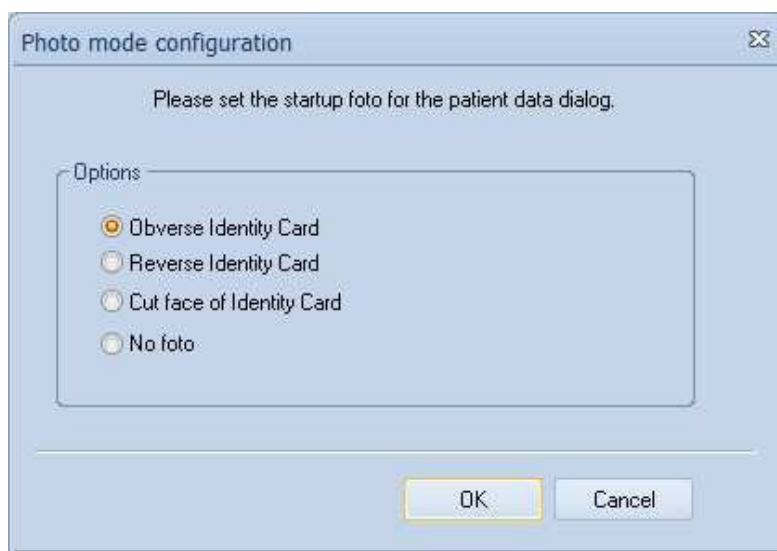 Photo mode configuration
Please set the startup foto for the patient data dialog.
Options
Obverse Identity Card
Reverse Identity Card
Cut face of Identity Card
No foto
OK
Cancel